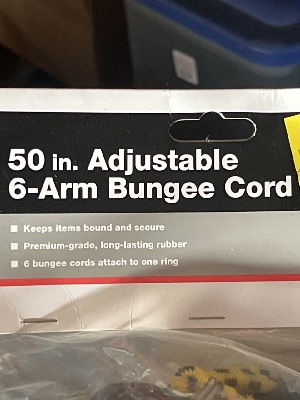 50 in. Adjustable
6-Arm Bungee Cord
Keeps items bound and secure
Premium-grade, long-lasting rubber
6 bungee cords attach to one ring